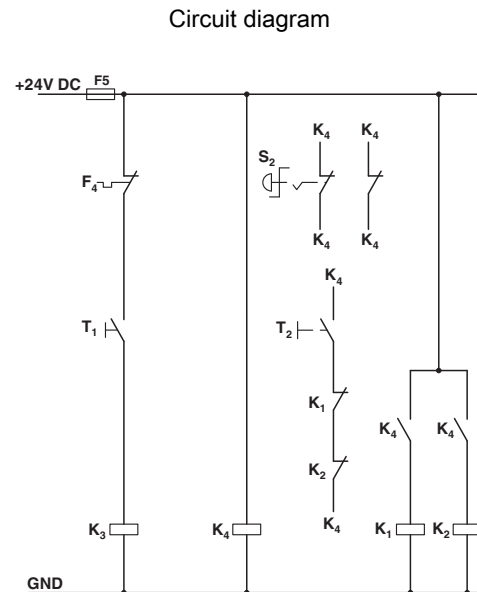 Circuit diagram
+24V DC F5
K₄ K₄
S₂
F₄
K₄ K₄
K₄
T₁ T₂
K₁
K₄ K₄
K₂
K₄
K₃ K₄ K₁ K₂
GND